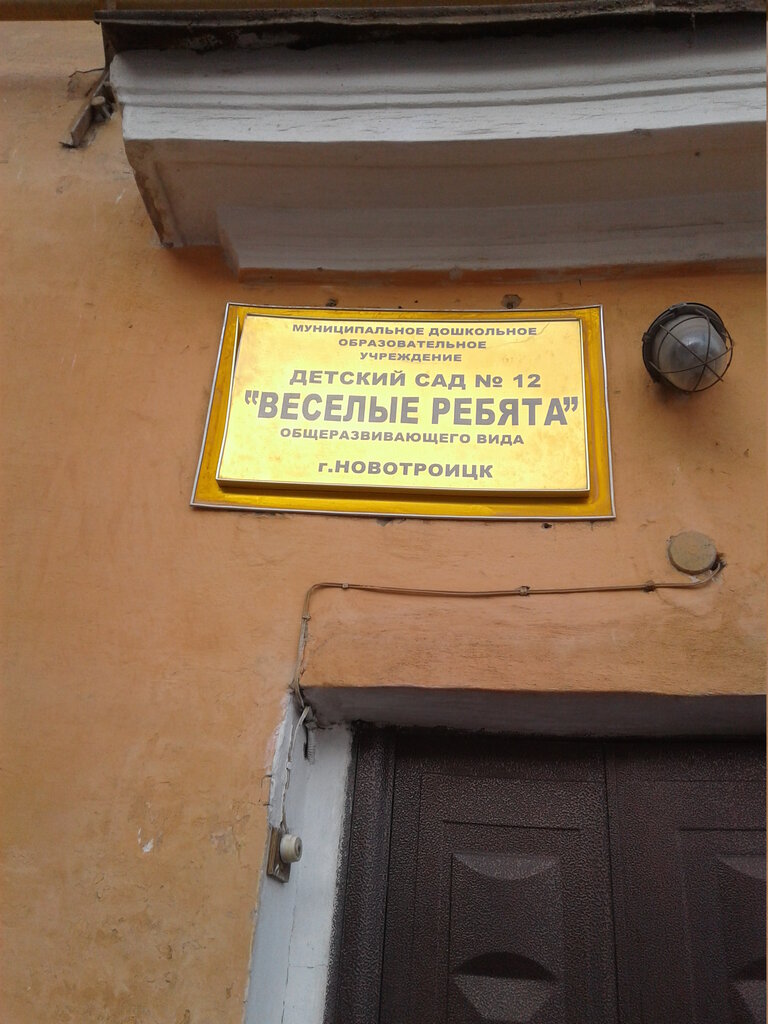 МУНИЦИПАЛЬНОЕ ДОШКОЛЬНОЕ
ОБРАЗОВАТЕЛЬНОЕ
УЧРЕЖДЕНИЕ
ДЕТСКИЙ САД № 12
"ВЕСЕЛЫЕ РЕБЯТА"
ОБЩЕРАЗВИВАЮЩЕГО ВИДА
г.НОВОТРОИЦК